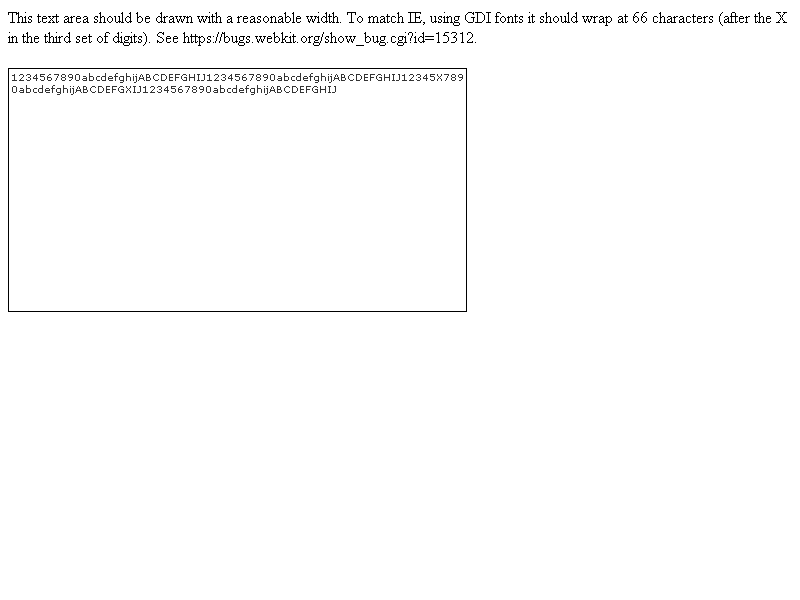 This text area should be drawn with a reasonable width. To match IE, using GDI fonts it should wrap at 66 characters (after the X
in the third set of digits). See https://bugs.webkit.org/show_bug.cgi?id=15312.
1234567890abcdefghijABCDEFGHIJ1234567890abcdefghijABCDEFGHIJ12345X789
0abcdefghijABCDEFGXIJ1234567890abcdefghijABCDEFGHIJ